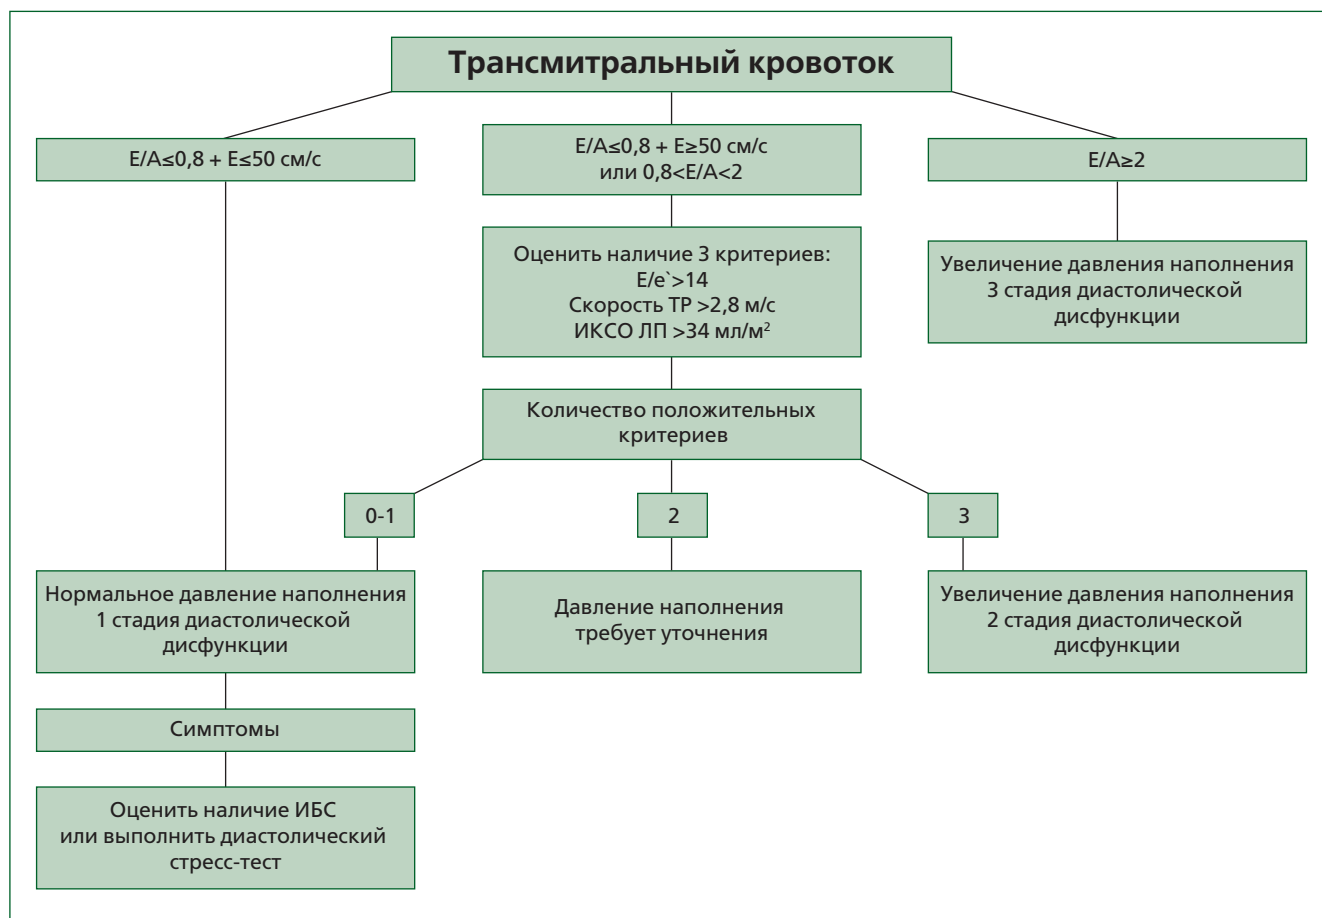 Трансмитральный кровоток
E/A≤0,8 + E≤50 см/с
E/A≤0,8 + E≥50 см/с
или 0,8<E/A<2
E/A≥2
Оценить наличие 3 критериев:
E/e`>14
Скорость ТР >2,8 м/с
ИКСО ЛП >34 мл/м²
Увеличение давления наполнения
3 стадия диастолической
дисфункции
Количество положительных
критериев
0-1
2
3
Нормальное давление наполнения
1 стадия диастолической
дисфункции
Давление наполнения
требует уточнения
Увеличение давления наполнения
2 стадия диастолической
дисфункции
Симптомы
Оценить наличие ИБС
или выполнить диастолический
стресс-тест